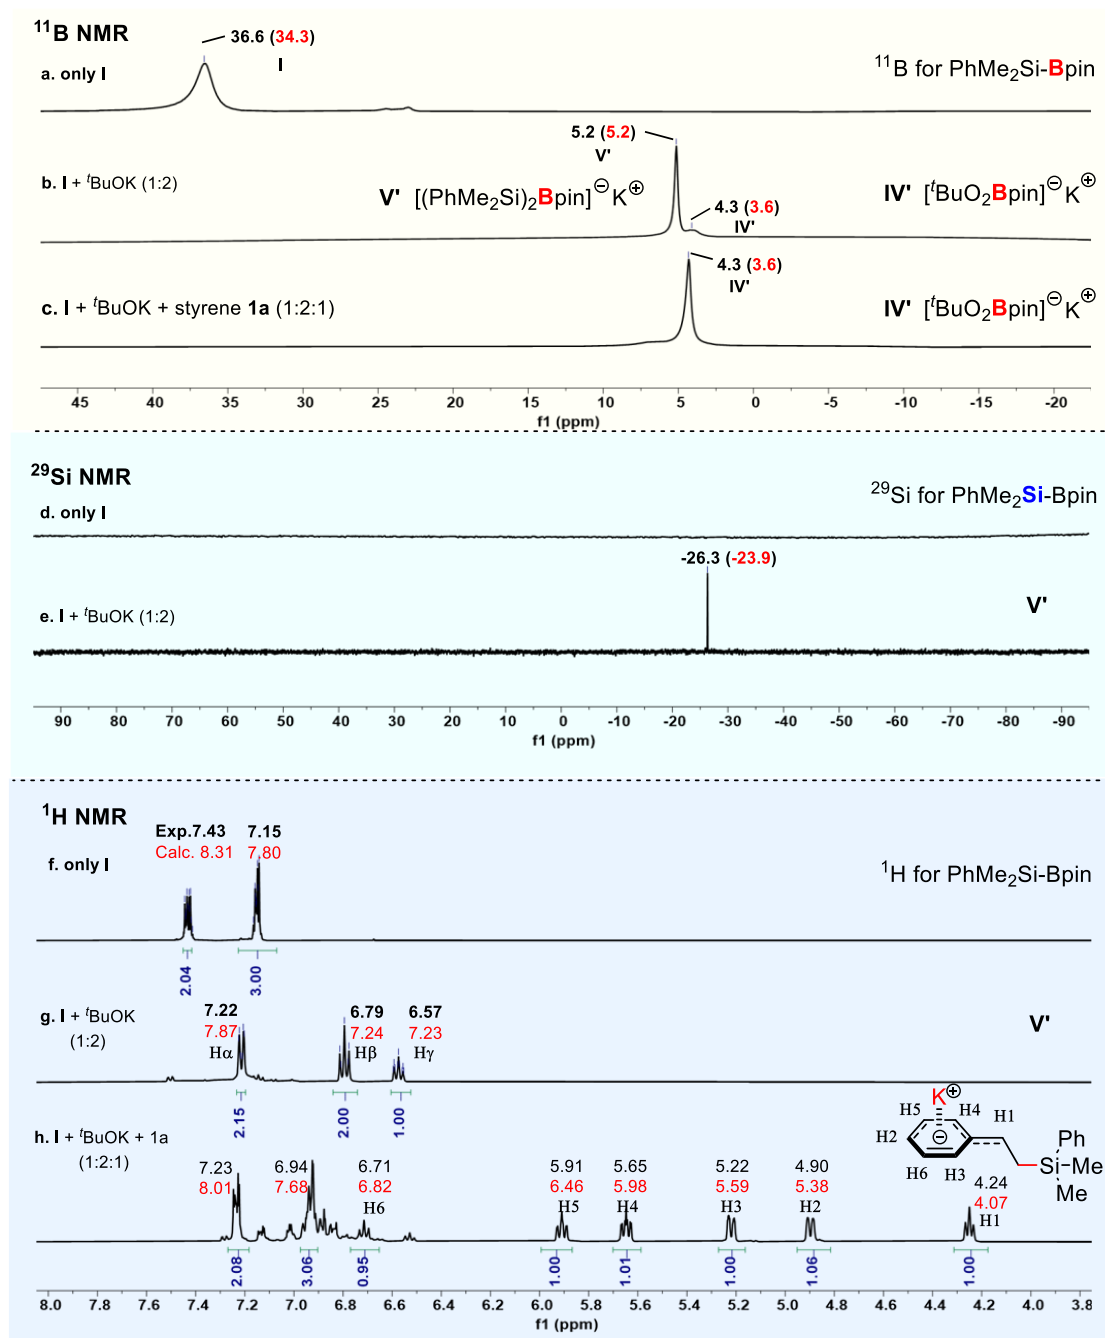 ¹¹B NMR
36.6 (34.3)
I
a. only I
¹¹B for PhMe₂Si-Bpin
5.2 (5.2)
V'
b. I + ᵗBuOK (1:2)
V' [(PhMe₂Si)₂Bpin]⊖K⊕
4.3 (3.6)
IV'
IV' [ᵗBuO₂Bpin]⊖K⊕
4.3 (3.6)
IV'
c. I + ᵗBuOK + styrene 1a (1:2:1)
IV' [ᵗBuO₂Bpin]⊖K⊕
45 40 35 30 25 20 15 10 5 0 -5 -10 -15 -20
f1 (ppm)
²⁹Si NMR
²⁹Si for PhMe₂Si-Bpin
d. only I
-26.3 (-23.9)
e. I + ᵗBuOK (1:2)
V'
90 80 70 60 50 40 30 20 10 0 -10 -20 -30 -40 -50 -60 -70 -80 -90
f1 (ppm)
¹H NMR
Exp.7.43 7.15
Calc. 8.31 7.80
f. only I
¹H for PhMe₂Si-Bpin
2.04 3.00
g. I + ᵗBuOK
(1:2)
7.22 6.79 6.57
7.87 7.24 7.23
Hα Hβ Hγ
V'
2.15 2.00 1.00
K⊕
H5 H4 H1
H2 ⊖ Ph
H6 H3 Si Me
Me
h. I + ᵗBuOK + 1a
(1:2:1)
7.23 6.94 6.71 5.91 5.65 5.22 4.90 4.24
8.01 7.68 6.82 6.46 5.98 5.59 5.38 4.07
H6 H5 H4 H3 H2 H1
2.08 3.06 0.95 1.00 1.01 1.00 1.06 1.00
8.0 7.8 7.6 7.4 7.2 7.0 6.8 6.6 6.4 6.2 6.0 5.8 5.6 5.4 5.2 5.0 4.8 4.6 4.4 4.2 4.0 3.8
f1 (ppm)